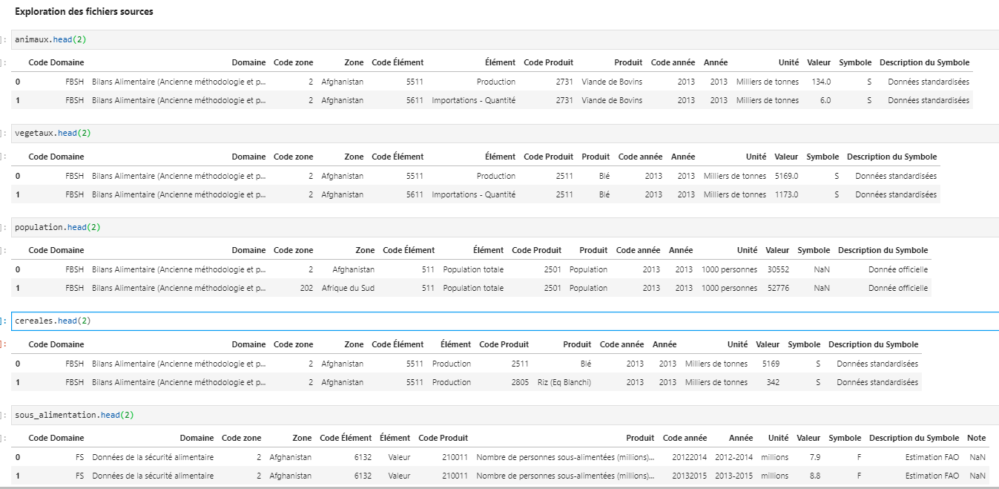 Exploration des fichiers sources
]: animaux.head(2)
]: Code Domaine Domaine Code zone Zone Code Élément Élément Code Produit Produit Code année Année Unité Valeur Symbole Description du Symbole
0 FBSH Bilans Alimentaire (Ancienne méthodologie et p... 2 Afghanistan 5511 Production 2731 Viande de Bovins 2013 2013 Milliers de tonnes 134.0 S Données standardisées
1 FBSH Bilans Alimentaire (Ancienne méthodologie et p... 2 Afghanistan 5611 Importations - Quantité 2731 Viande de Bovins 2013 2013 Milliers de tonnes 6.0 S Données standardisées
]: vegetaux.head(2)
]: Code Domaine Domaine Code zone Zone Code Élément Élément Code Produit Produit Code année Année Unité Valeur Symbole Description du Symbole
0 FBSH Bilans Alimentaire (Ancienne méthodologie et p... 2 Afghanistan 5511 Production 2511 Blé 2013 2013 Milliers de tonnes 5169.0 S Données standardisées
1 FBSH Bilans Alimentaire (Ancienne méthodologie et p... 2 Afghanistan 5611 Importations - Quantité 2511 Blé 2013 2013 Milliers de tonnes 1173.0 S Données standardisées
]: population.head(2)
]: Code Domaine Domaine Code zone Zone Code Élément Élément Code Produit Produit Code année Année Unité Valeur Symbole Description du Symbole
0 FBSH Bilans Alimentaire (Ancienne méthodologie et p... 2 Afghanistan 511 Population totale 2501 Population 2013 2013 1000 personnes 30552 NaN Donnée officielle
1 FBSH Bilans Alimentaire (Ancienne méthodologie et p... 202 Afrique du Sud 511 Population totale 2501 Population 2013 2013 1000 personnes 52776 NaN Donnée officielle
]: cereales.head(2)
]: Code Domaine Domaine Code zone Zone Code Élément Élément Code Produit Produit Code année Année Unité Valeur Symbole Description du Symbole
0 FBSH Bilans Alimentaire (Ancienne méthodologie et p... 2 Afghanistan 5511 Production 2511 Blé 2013 2013 Milliers de tonnes 5169 S Données standardisées
1 FBSH Bilans Alimentaire (Ancienne méthodologie et p... 2 Afghanistan 5511 Production 2805 Riz (Eq Blanchi) 2013 2013 Milliers de tonnes 342 S Données standardisées
]: sous_alimentation.head(2)
]: Code Domaine Domaine Code zone Zone Code Élément Élément Code Produit Produit Code année Année Unité Valeur Symbole Description du Symbole Note
0 FS Données de la sécurité alimentaire 2 Afghanistan 6132 Valeur 210011 Nombre de personnes sous-alimentées (millions)... 20122014 2012-2014 millions 7.9 F Estimation FAO NaN
1 FS Données de la sécurité alimentaire 2 Afghanistan 6132 Valeur 210011 Nombre de personnes sous-alimentées (millions)... 20132015 2013-2015 millions 8.8 F Estimation FAO NaN